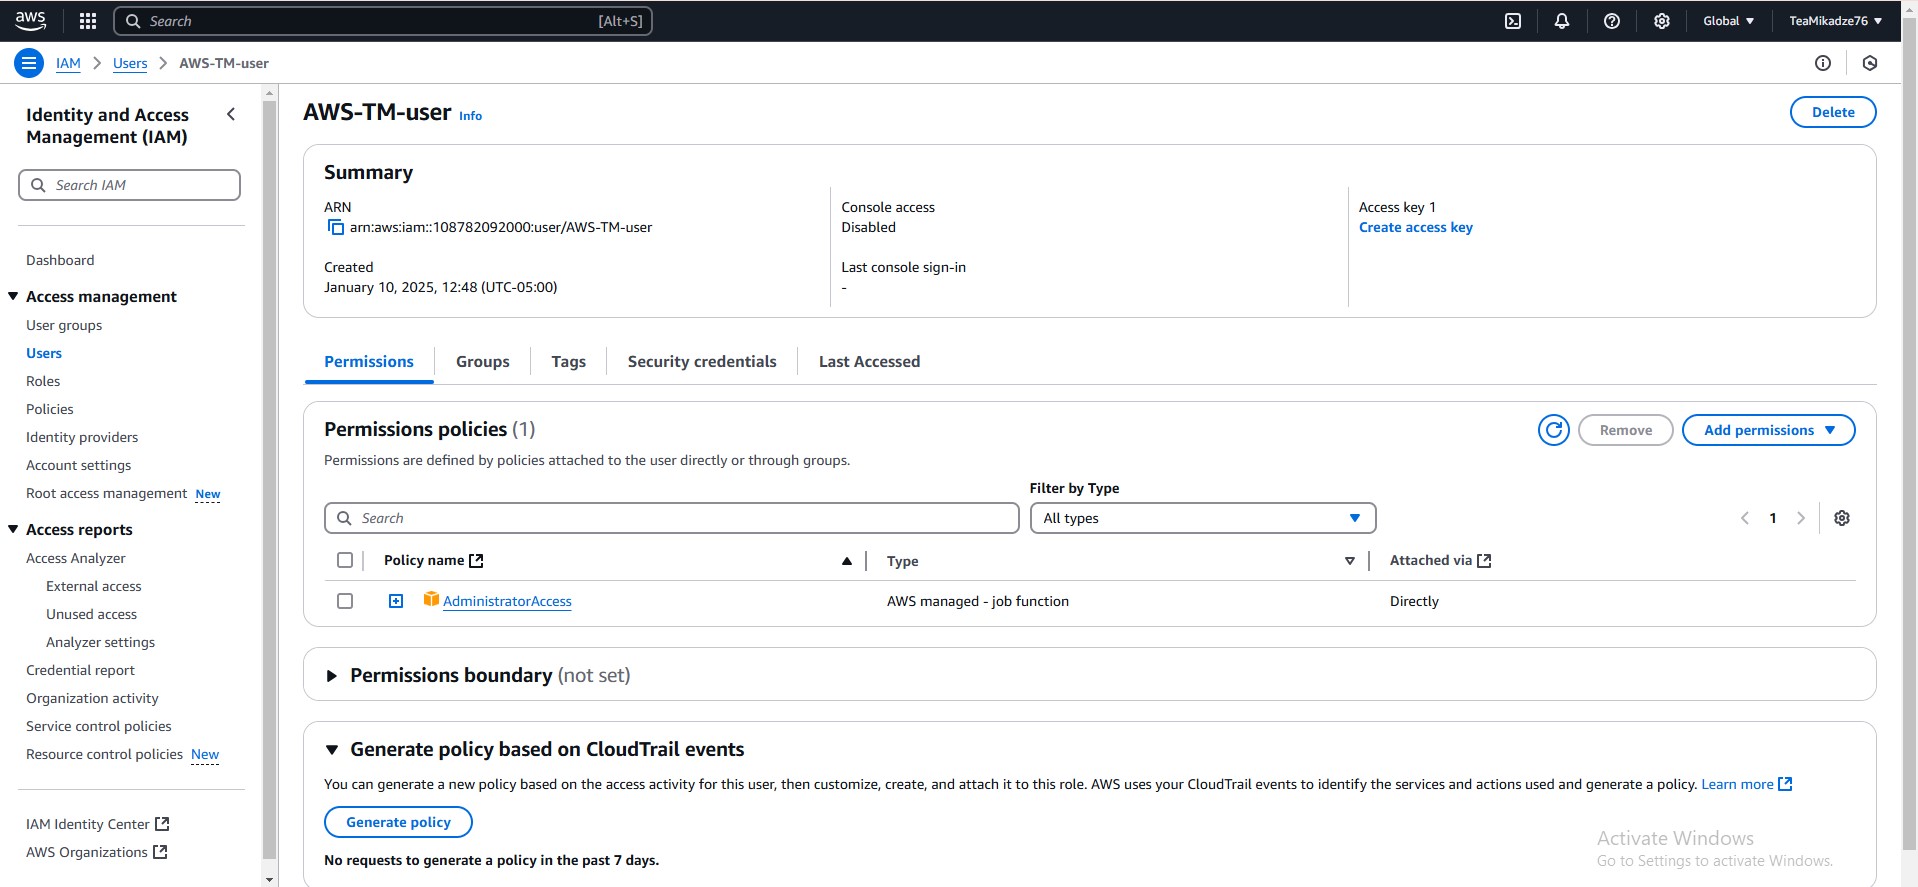 aws
Search [Alt+S]
Global ▼
TeaMikadze76 ▼
IAM > Users > AWS-TM-user
Identity and Access
Management (IAM)
Search IAM
Dashboard
Access management
User groups
Users
Roles
Policies
Identity providers
Account settings
Root access management New
Access reports
Access Analyzer
External access
Unused access
Analyzer settings
Credential report
Organization activity
Service control policies
Resource control policies New
IAM Identity Center
AWS Organizations
AWS-TM-user Info
Delete
Summary
ARN
arn:aws:iam::108782092000:user/AWS-TM-user
Created
January 10, 2025, 12:48 (UTC-05:00)
Console access
Disabled
Last console sign-in
-
Access key 1
Create access key
Permissions
Groups
Tags
Security credentials
Last Accessed
Permissions policies (1)
Remove
Add permissions
Permissions are defined by policies attached to the user directly or through groups.
Filter by Type
Search
All types
1
Policy name
Type
Attached via
AdministratorAccess
AWS managed - job function
Directly
Permissions boundary (not set)
Generate policy based on CloudTrail events
You can generate a new policy based on the access activity for this user, then customize, create, and attach it to this role. AWS uses your CloudTrail events to identify the services and actions used and generate a policy. Learn more
Generate policy
No requests to generate a policy in the past 7 days.
Activate Windows
Go to Settings to activate Windows.